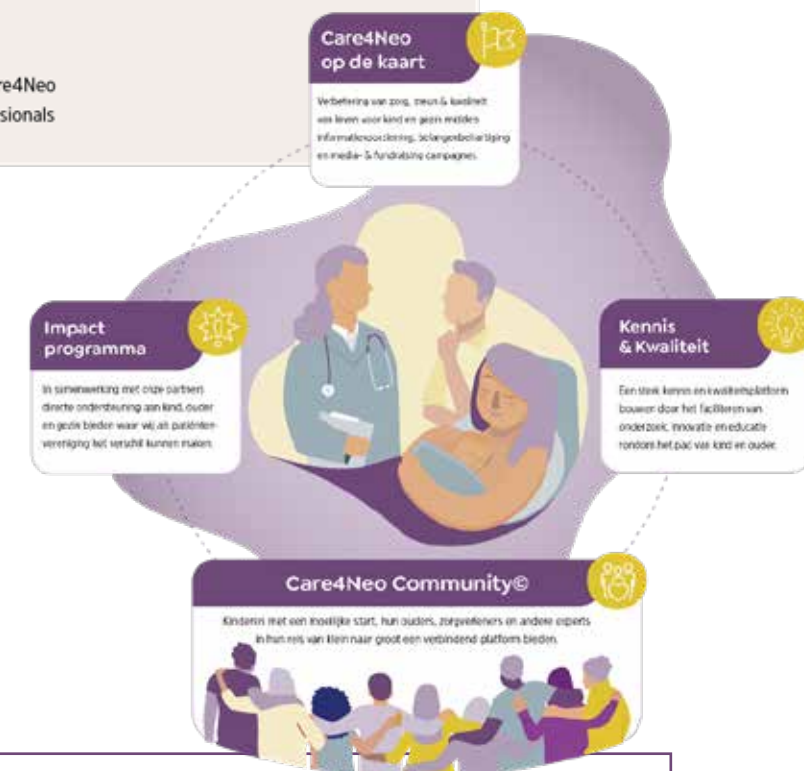 re4Neo
sionals
Care4Neo
op de kaart
Verbetering van zorg, steun & kwaliteit
van leven voor kind en gezin middels
informatievoorziening, belangenbehartiging
en media- & fundraising campagnes.
Impact
programma
In samenwerking met onze partners
directe ondersteuning aan kind, ouder
en gezin bieden waar wij als patiënten-
vereniging het verschil kunnen maken.
Kennis
& Kwaliteit
Een sterk kennis en kwaliteitsplatform
bouwen door het faciliteren van
onderzoek, innovatie en educatie
rondom het pad van kind en ouder.
Care4Neo Community©
Kinderen met een moeilijke start, hun ouders, zorgverleners en andere experts
in hun reis van klein naar groot een verbindend platform bieden.